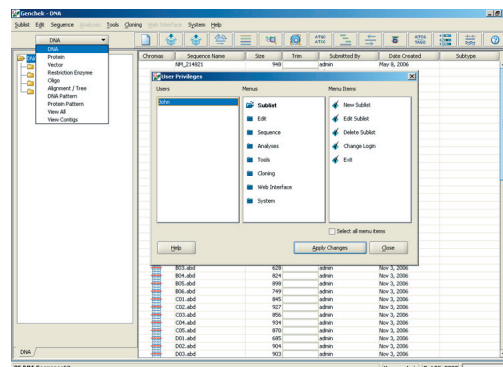 Gencheck - DNA
Sublist Edit Sequence Analyses Tools Cloning Web Interface System Help
DNA
DNA
Protein
Vector
Restriction Enzyme
Oligo
Alignment / Tree
DNA Pattern
Protein Pattern
View All
View Contigs
Chromas Sequence Name Size Trim Submitted By Date Created Subtype
NM_214821 948 admin May 8, 2006
User Privileges
Users Menus Menu Items
John
Sublist New Sublist
Edit Edit Sublist
Sequence Delete Sublist
Analyses Change Login
Tools Exit
Cloning
Web Interface
System
Select all menu items
Help Apply Changes Close
B03.abd 628 admin Nov 3, 2006
B04.abd 824 admin Nov 3, 2006
B05.abd 898 admin Nov 3, 2006
B06.abd 749 admin Nov 3, 2006
C01.abd 845 admin Nov 3, 2006
C02.abd 927 admin Nov 3, 2006
C03.abd 856 admin Nov 3, 2006
C04.abd 934 admin Nov 3, 2006
C05.abd 870 admin Nov 3, 2006
D01.abd 685 admin Nov 3, 2006
D02.abd 904 admin Nov 3, 2006
D03.abd 903 admin Nov 3, 2006
DNA